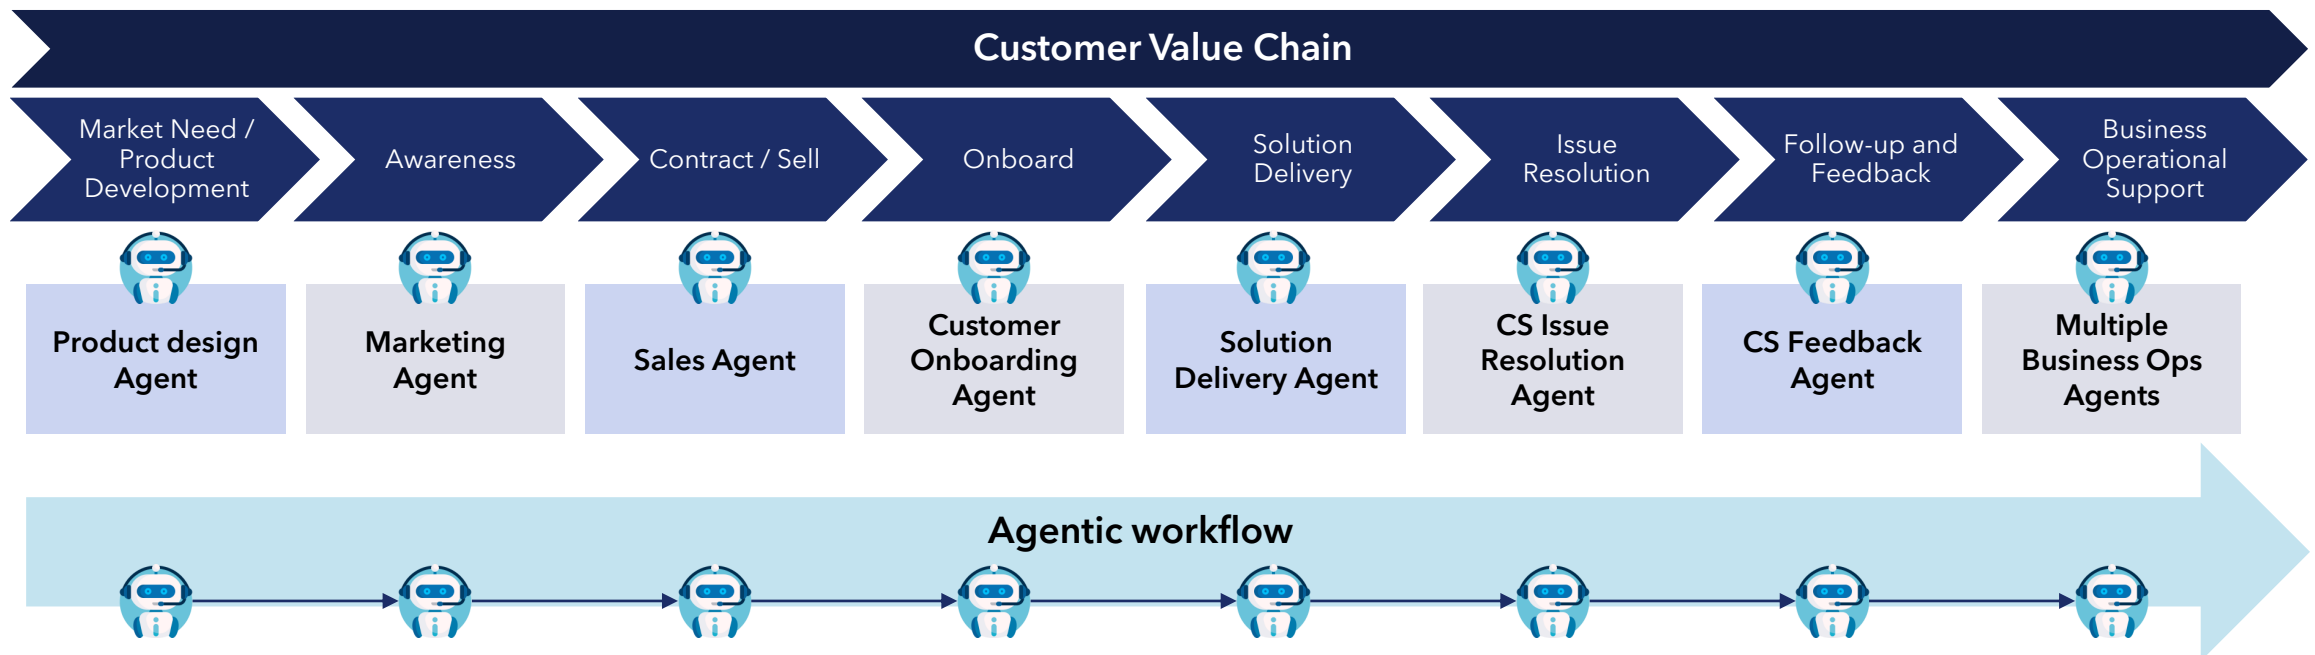 Customer Value Chain
Market Need /
Product
Development
Awareness
Contract / Sell
Onboard
Solution
Delivery
Issue
Resolution
Follow-up and
Feedback
Business
Operational
Support
Product design
Agent
Marketing
Agent
Sales Agent
Customer
Onboarding
Agent
Solution
Delivery Agent
CS Issue
Resolution
Agent
CS Feedback
Agent
Multiple
Business Ops
Agents
Agentic workflow